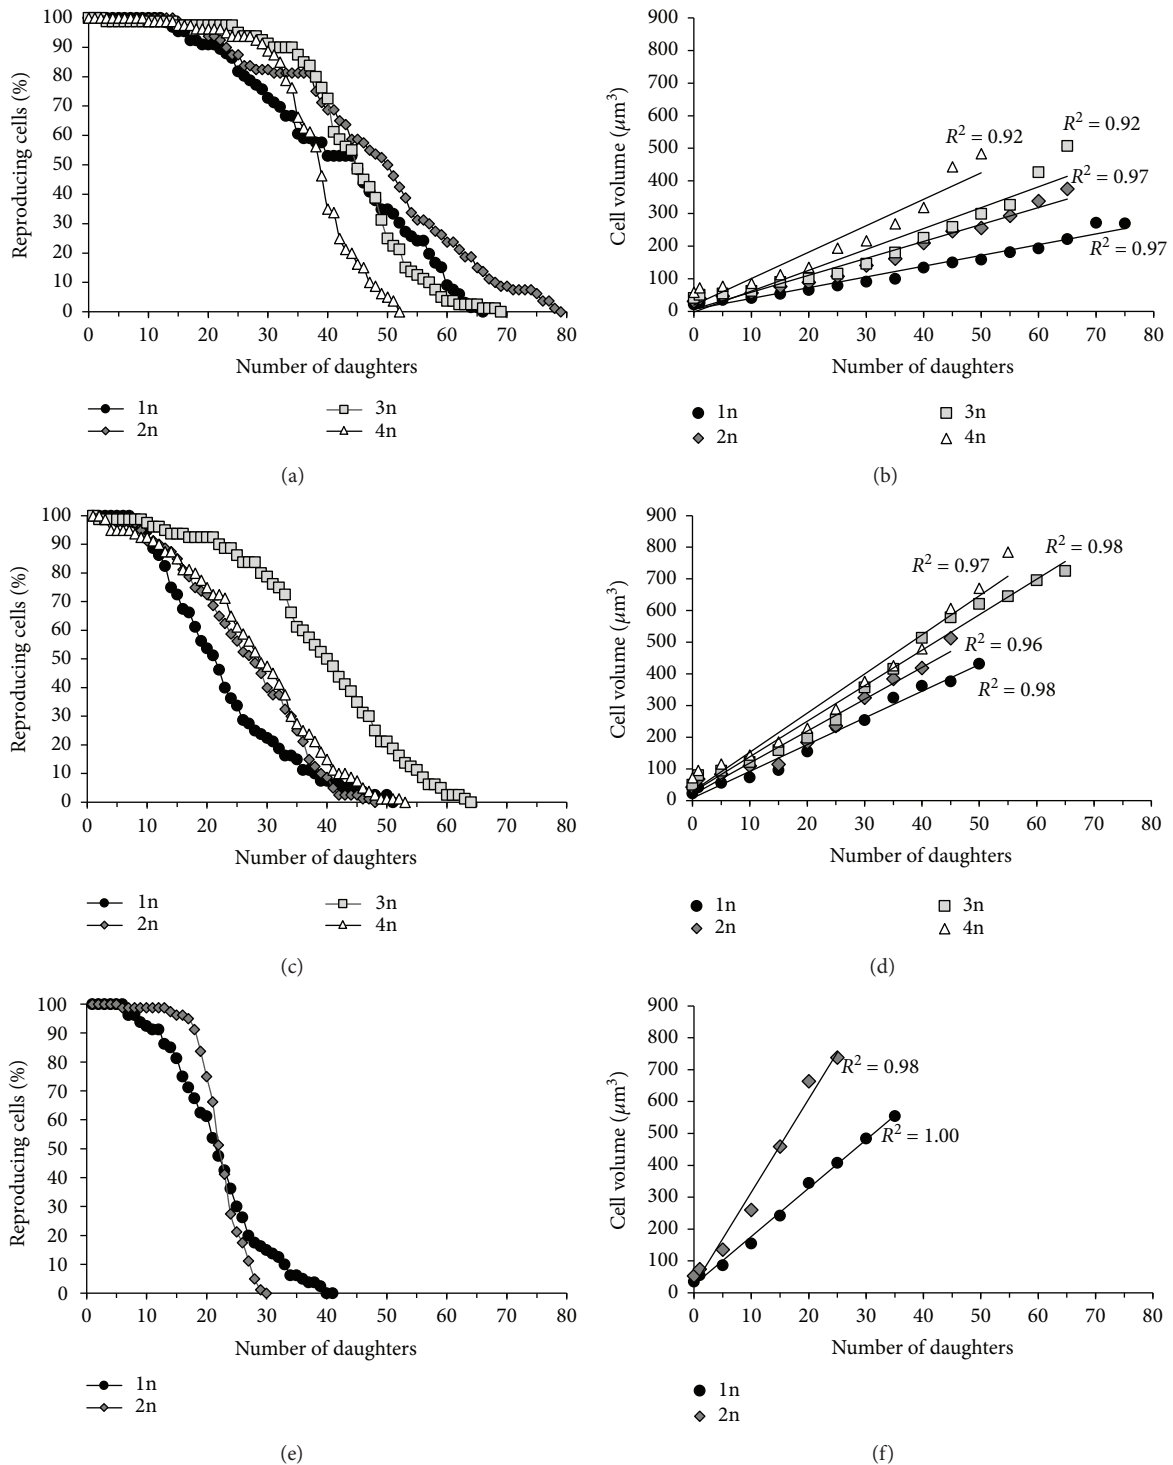 100
90
80
70
60
50
40
30
20
10
0
Reproducing cells (%)
0 10 20 30 40 50 60 70 80
Number of daughters
1n 3n
2n 4n
(a)
900
800
700
600
500
400
300
200
100
0
Cell volume (μm³)
R² = 0.92
R² = 0.92
R² = 0.97
R² = 0.97
0 10 20 30 40 50 60 70 80
Number of daughters
1n 3n
2n 4n
(b)
100
90
80
70
60
50
40
30
20
10
0
Reproducing cells (%)
0 10 20 30 40 50 60 70 80
Number of daughters
1n 3n
2n 4n
(c)
900
800
700
600
500
400
300
200
100
0
Cell volume (μm³)
R² = 0.98
R² = 0.97
R² = 0.96
R² = 0.98
0 10 20 30 40 50 60 70 80
Number of daughters
1n 3n
2n 4n
(d)
100
90
80
70
60
50
40
30
20
10
0
Reproducing cells (%)
0 10 20 30 40 50 60 70 80
Number of daughters
1n
2n
(e)
900
800
700
600
500
400
300
200
100
0
Cell volume (μm³)
R² = 0.98
R² = 1.00
0 10 20 30 40 50 60 70 80
Number of daughters
1n
2n
(f)